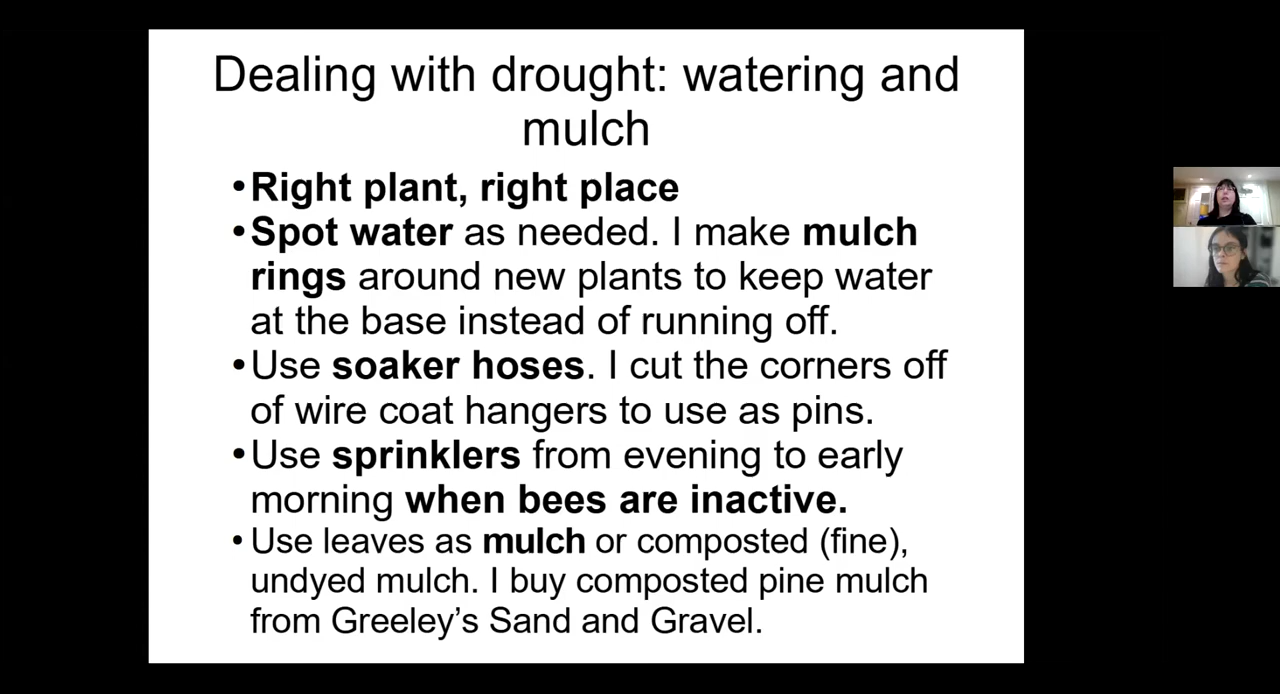 Dealing with drought: watering and
mulch
•Right plant, right place
•Spot water as needed. I make mulch
rings around new plants to keep water
at the base instead of running off.
•Use soaker hoses. I cut the corners off
of wire coat hangers to use as pins.
•Use sprinklers from evening to early
morning when bees are inactive.
•Use leaves as mulch or composted (fine),
undyed mulch. I buy composted pine mulch
from Greeley’s Sand and Gravel.